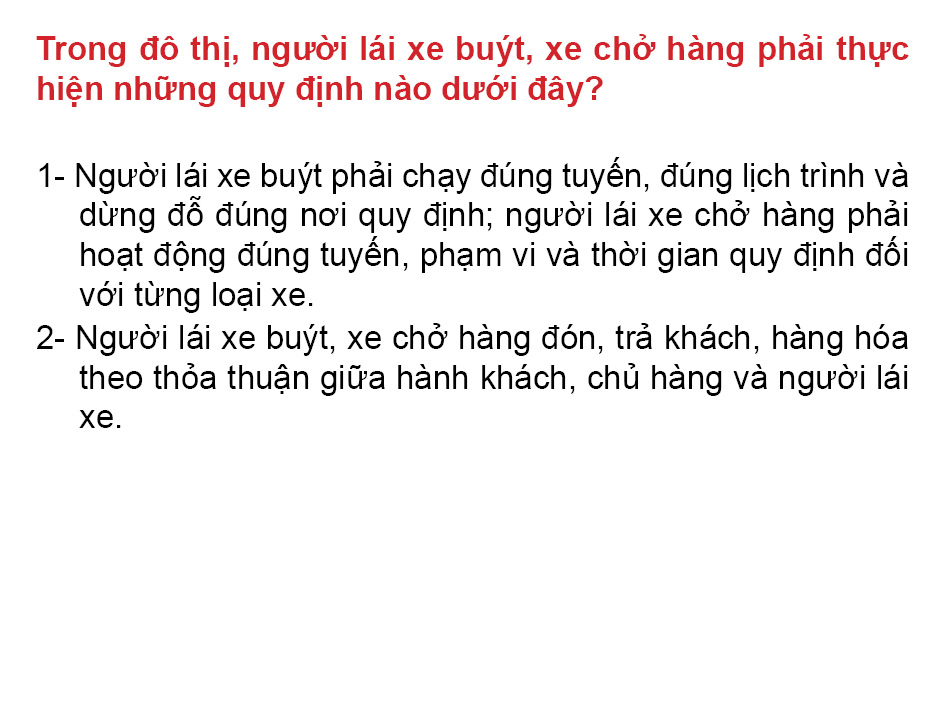 Trong đô thị, người lái xe buýt, xe chở hàng phải thực
hiện những quy định nào dưới đây?
1- Người lái xe buýt phải chạy đúng tuyến, đúng lịch trình và
dừng đỗ đúng nơi quy định; người lái xe chở hàng phải
hoạt động đúng tuyến, phạm vi và thời gian quy định đối
với từng loại xe.
2- Người lái xe buýt, xe chở hàng đón, trả khách, hàng hóa
theo thỏa thuận giữa hành khách, chủ hàng và người lái
xe.